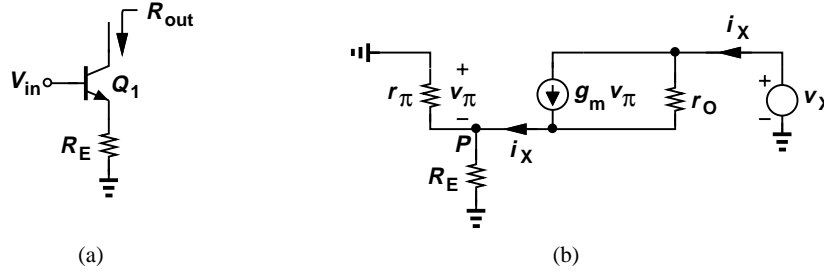 R_out
V_in
Q_1
R_E
(a)
i_X
+
r_π v_π
−
g_m v_π
r_O
+
−
v_X
P
i_X
R_E
(b)